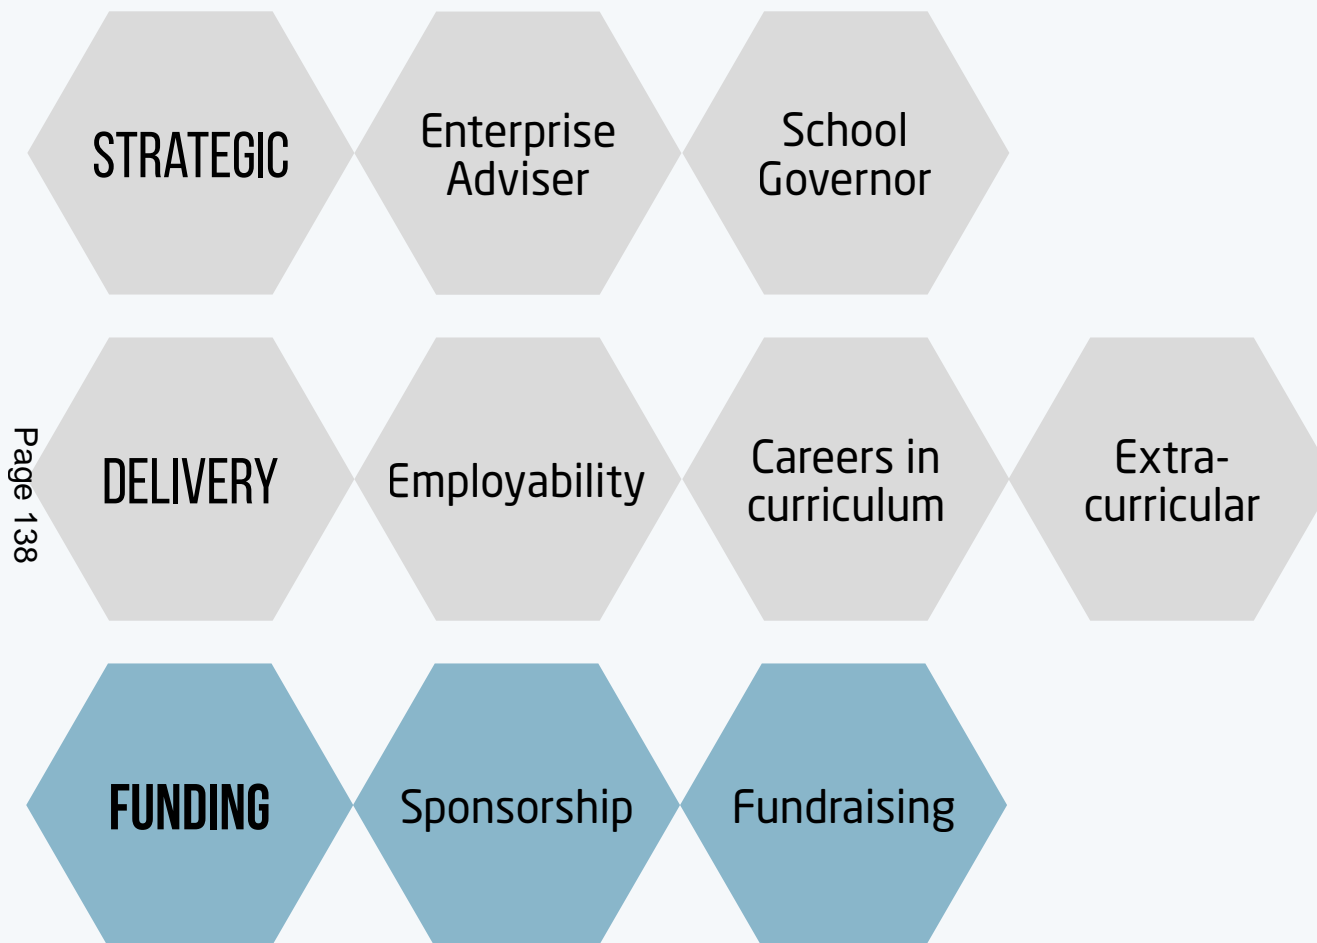 STRATEGIC
Enterprise
Adviser
School
Governor
DELIVERY
Employability
Careers in
curriculum
Extra-
curricular
FUNDING
Sponsorship
Fundraising
Page 138